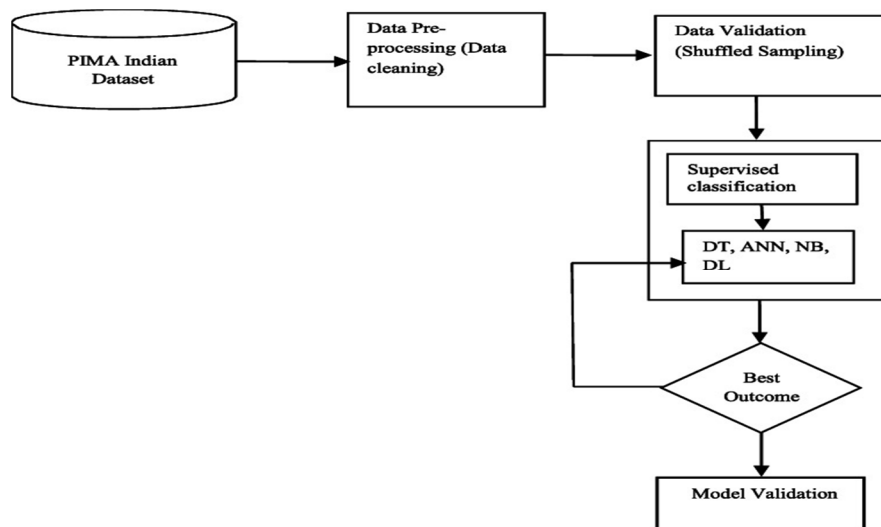 PIMA Indian
Dataset
Data Pre-
processing (Data
cleaning)
Data Validation
(Shuffled Sampling)
Supervised
classification
DT, ANN, NB,
DL
Best
Outcome
Model Validation